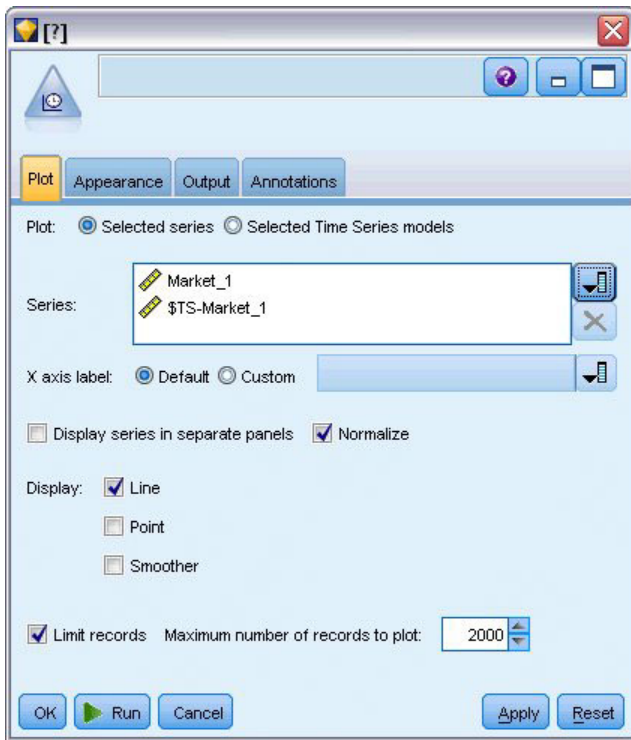 [?]
?
Plot Appearance Output Annotations
Plot: Selected series Selected Time Series models
Series:
Market_1
$TS-Market_1
X axis label: Default Custom
Display series in separate panels Normalize
Display: Line
Point
Smoother
Limit records Maximum number of records to plot: 2000
OK Run Cancel Apply Reset